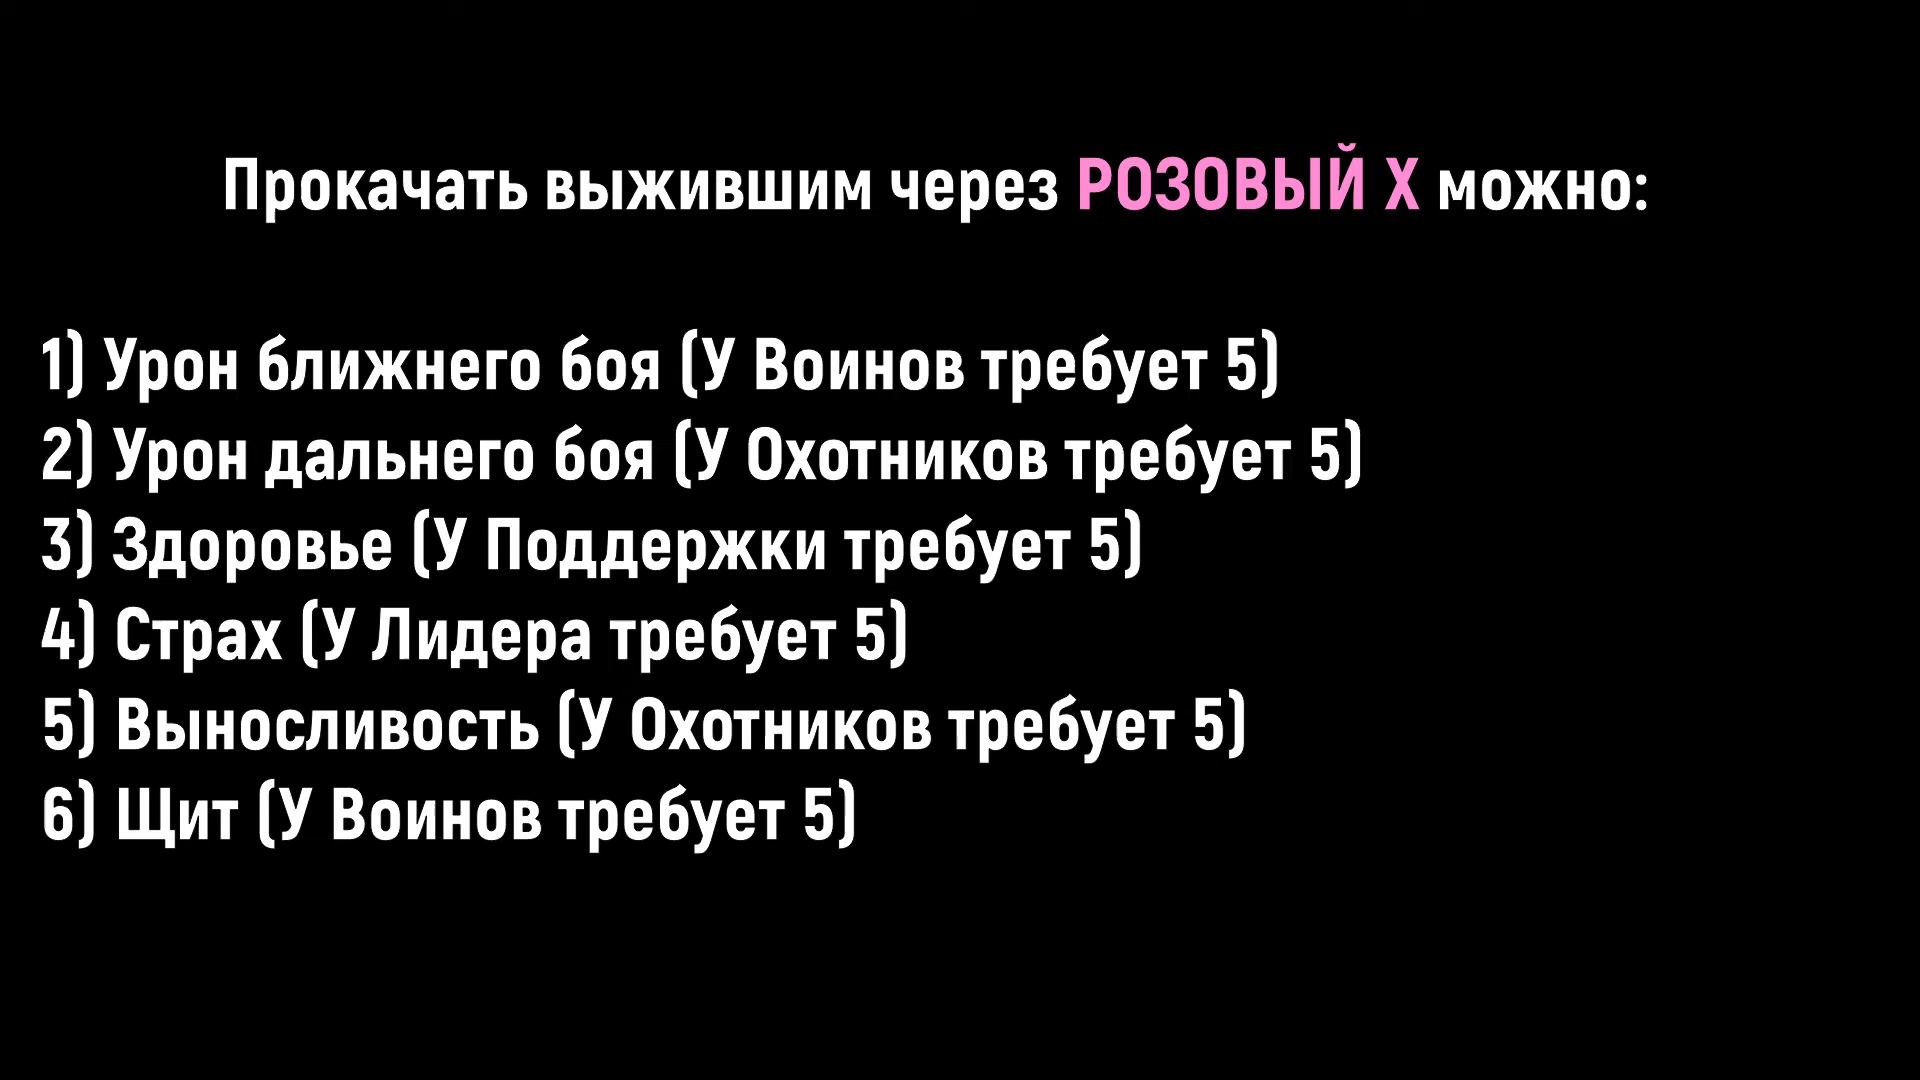 Прокачать выжившим через РОЗОВЫЙ Х можно:
1) Урон ближнего боя (У Воинов требует 5)
2) Урон дальнего боя (У Охотников требует 5)
3) Здоровье (У Поддержки требует 5)
4) Страх (У Лидера требует 5)
5) Выносливость (У Охотников требует 5)
6) Щит (У Воинов требует 5)